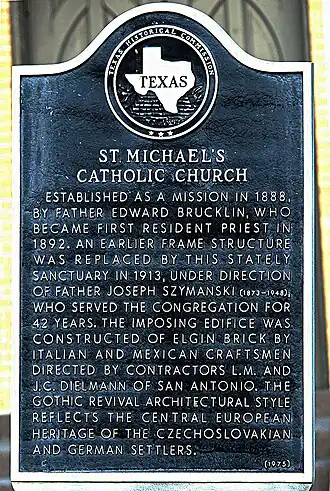 TEXAS HISTORICAL COMMISSION
TEXAS
ST. MICHAEL'S
CATHOLIC CHURCH
ESTABLISHED AS A MISSION IN 1888,
BY FATHER EDWARD BRUCKLIN, WHO
BECAME FIRST RESIDENT PRIEST IN
1892. AN EARLIER FRAME STRUCTURE
WAS REPLACED BY THIS STATELY
SANCTUARY IN 1913, UNDER DIRECTION
OF FATHER JOSEPH SZYMANSKI (1873-1948),
WHO SERVED THE CONGREGATION FOR
42 YEARS. THE IMPOSING EDIFICE WAS
CONSTRUCTED OF ELGIN BRICK BY
ITALIAN AND MEXICAN CRAFTSMEN
DIRECTED BY CONTRACTORS L.M. AND
J.C. DIELMANN OF SAN ANTONIO. THE
GOTHIC REVIVAL ARCHITECTURAL STYLE
REFLECTS THE CENTRAL EUROPEAN
HERITAGE OF THE CZECHOSLOVAKIAN
AND GERMAN SETTLERS.
(1975)